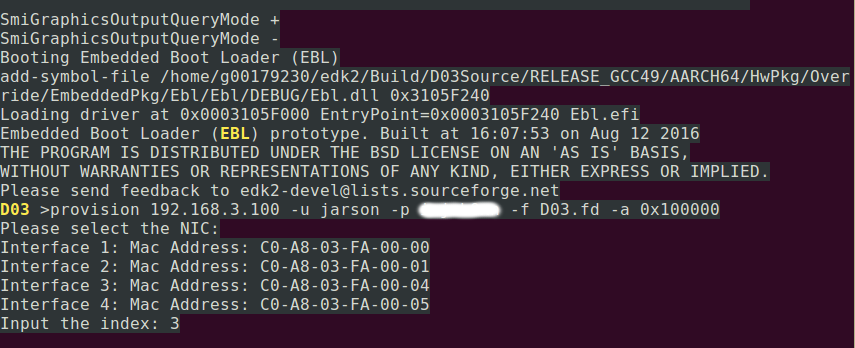 SmiGraphicsOutputQueryMode +
SmiGraphicsOutputQueryMode -
Booting Embedded Boot Loader (EBL)
add-symbol-file /home/g00179230/edk2/Build/D03Source/RELEASE_GCC49/AARCH64/HwPkg/Over
ride/EmbeddedPkg/Ebl/Ebl/DEBUG/Ebl.dll 0x3105F240
Loading driver at 0x0003105F000 EntryPoint=0x0003105F240 Ebl.efi
Embedded Boot Loader (EBL) prototype. Built at 16:07:53 on Aug 12 2016
THE PROGRAM IS DISTRIBUTED UNDER THE BSD LICENSE ON AN 'AS IS' BASIS,
WITHOUT WARRANTIES OR REPRESENTATIONS OF ANY KIND, EITHER EXPRESS OR IMPLIED.
Please send feedback to edk2-devel@lists.sourceforge.net
D03 >provision 192.168.3.100 -u jarson -p -f D03.fd -a 0x100000
Please select the NIC:
Interface 1: Mac Address: C0-A8-03-FA-00-00
Interface 2: Mac Address: C0-A8-03-FA-00-01
Interface 3: Mac Address: C0-A8-03-FA-00-04
Interface 4: Mac Address: C0-A8-03-FA-00-05
Input the index: 3